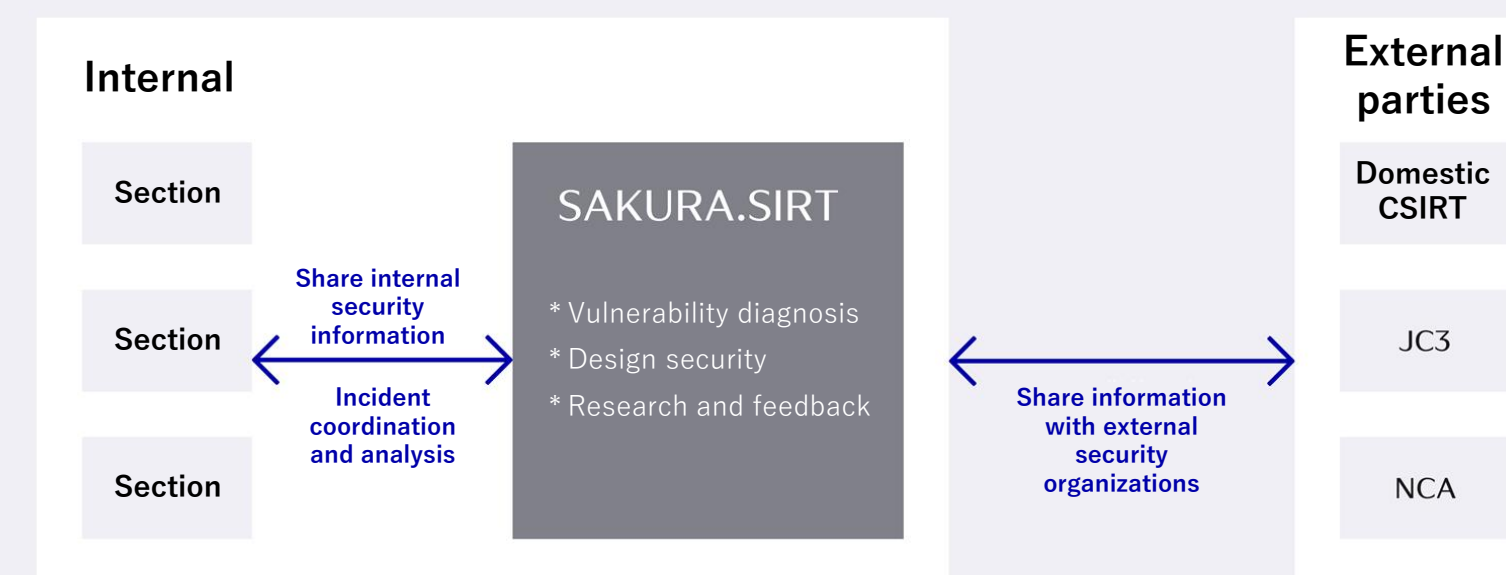 Internal
Section
Section
Section
Share internal
security
information
Incident
coordination
and analysis
SAKURA.SIRT
* Vulnerability diagnosis
* Design security
* Research and feedback
Share information
with external
security
organizations
External
parties
Domestic
CSIRT
JC3
NCA